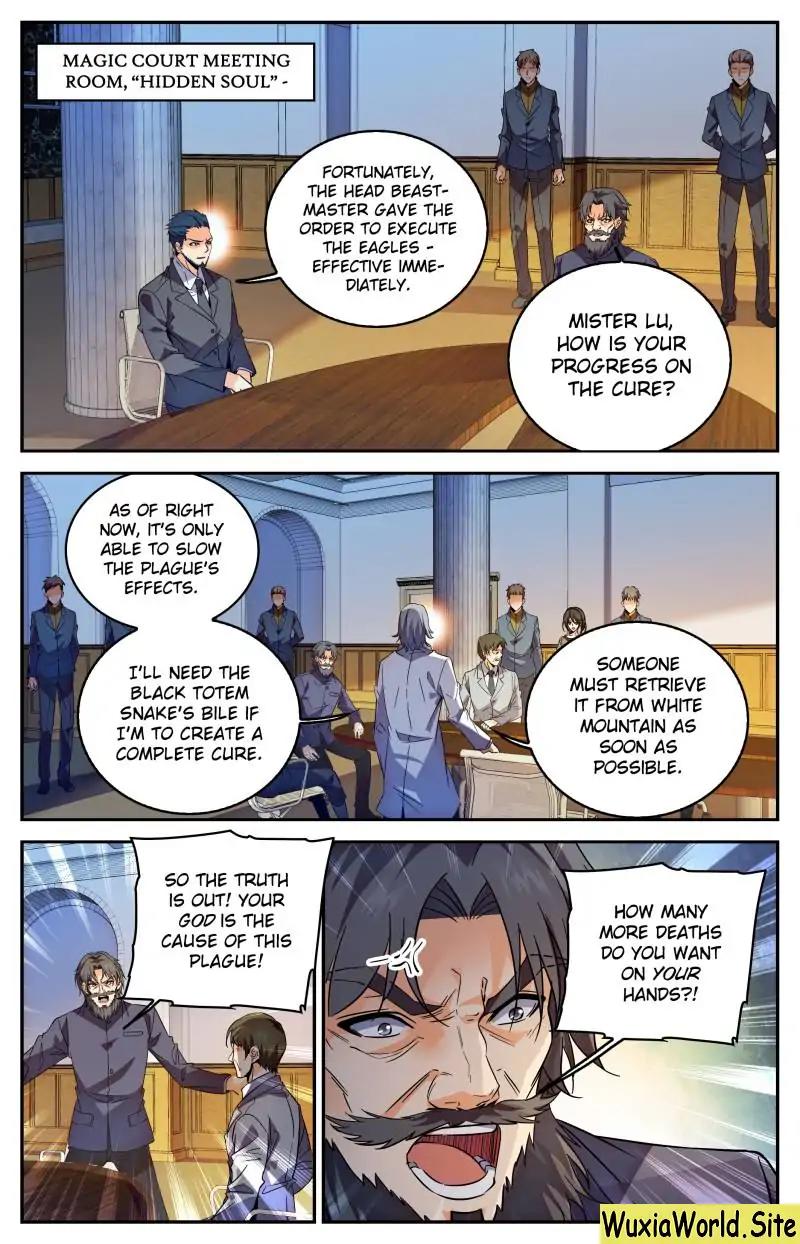 MAGIC COURT MEETING
ROOM, “HIDDEN SOUL” -
FORTUNATELY,
THE HEAD BEAST-
MASTER GAVE THE
ORDER TO EXECUTE
THE EAGLES -
EFFECTIVE IMME-
DIATELY.
MISTER LU,
HOW IS YOUR
PROGRESS ON
THE CURE?
AS OF RIGHT
NOW, IT'S ONLY
ABLE TO SLOW
THE PLAGUE'S
EFFECTS.
I'LL NEED THE
BLACK TOTEM
SNAKE'S BILE IF
I'M TO CREATE A
COMPLETE CURE.
SOMEONE
MUST RETRIEVE
IT FROM WHITE
MOUNTAIN AS
SOON AS
POSSIBLE.
SO THE TRUTH
IS OUT! YOUR
GOD IS THE
CAUSE OF THIS
PLAGUE!
HOW MANY
MORE DEATHS
DO YOU WANT
ON YOUR
HANDS?!
WuxiaWorld.Site